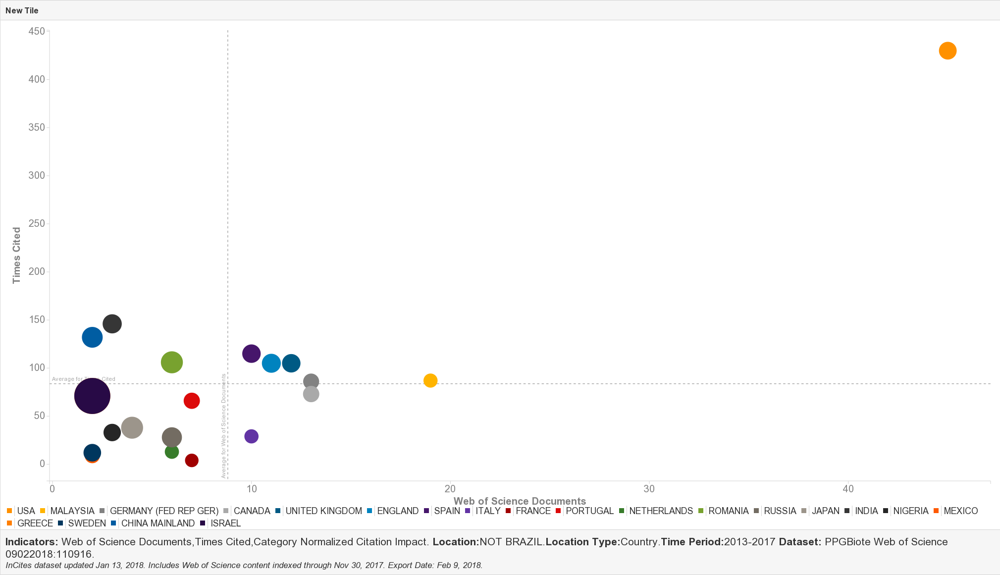 New Tile
450
400
350
300
250
200
150
100
50
0
Times Cited
Average for Times Cited
Average for Web of Science Documents
0 10 20 30 40
Web of Science Documents
USA MALAYSIA GERMANY (FED REP GER) CANADA UNITED KINGDOM ENGLAND SPAIN ITALY FRANCE PORTUGAL NETHERLANDS ROMANIA RUSSIA JAPAN INDIA NIGERIA MEXICO
GREECE SWEDEN CHINA MAINLAND ISRAEL
Indicators: Web of Science Documents,Times Cited,Category Normalized Citation Impact. Location:NOT BRAZIL.Location Type:Country.Time Period:2013-2017 Dataset: PPGBiote Web of Science
09022018:110916.
InCites dataset updated Jan 13, 2018. Includes Web of Science content indexed through Nov 30, 2017. Export Date: Feb 9, 2018.